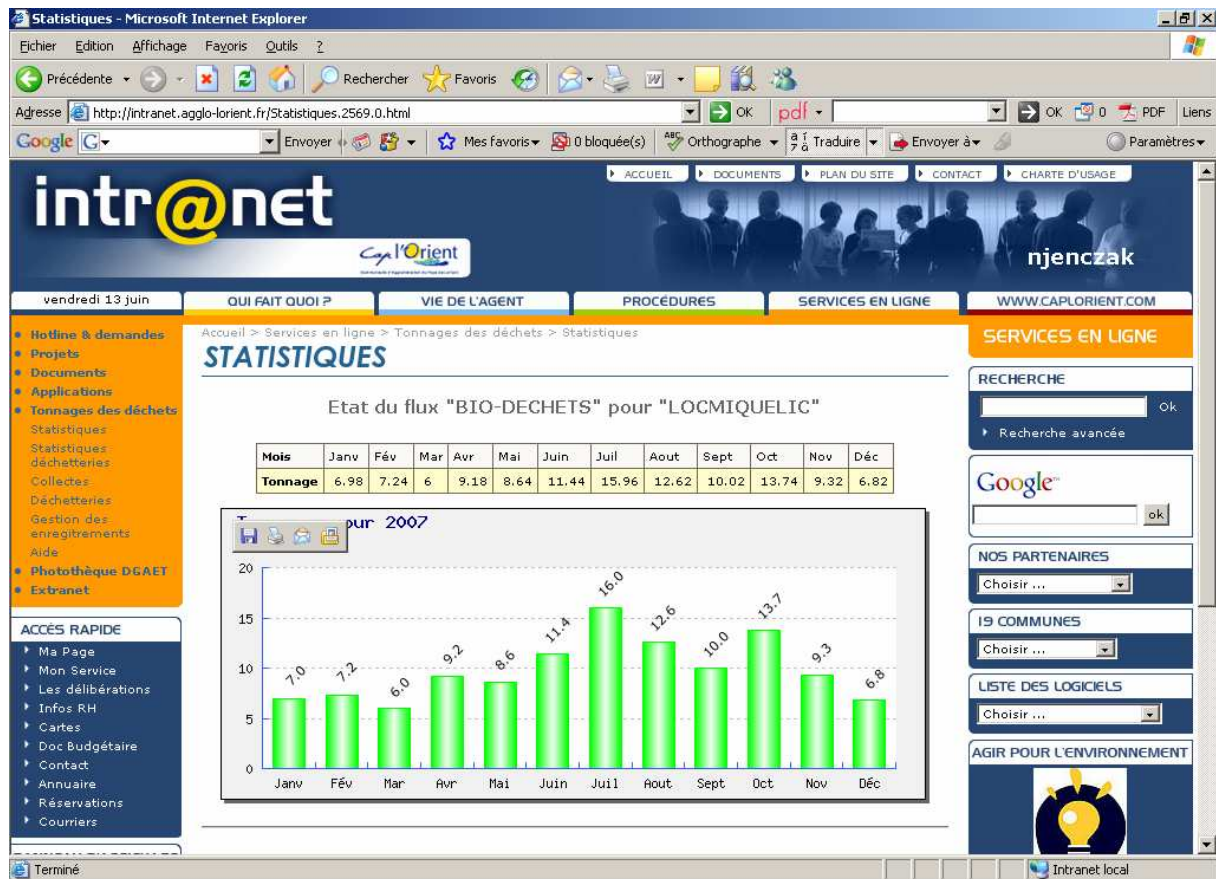 Statistiques - Microsoft Internet Explorer
Fichier Edition Affichage Favoris Outils ?
Précédente Rechercher Favoris
Adresse http://intranet.agglo-lorient.fr/Statistiques.2569.0.html OK pdf OK 0 PDF Liens
Google G Envoyer Mes favoris 0 bloquée(s) ABC Orthographe Traduire Envoyer à Paramètres
ACCUEIL DOCUMENTS PLAN DU SITE CONTACT CHARTE D'USAGE
intr@net
Cap l'Orient
njenczak
vendredi 13 juin QUI FAIT QUOI ? VIE DE L'AGENT PROCÉDURES SERVICES EN LIGNE WWW.CAPLORIENT.COM
Hotline & demandes
Projets
Documents
Applications
Tonnages des déchets
Statistiques
Statistiques
déchetteries
Collectes
Déchetteries
Gestion des
enregitrements
Aide
Photothèque DGAET
Extranet
ACCÈS RAPIDE
Ma Page
Mon Service
Les délibérations
Infos RH
Cartes
Doc Budgétaire
Contact
Annuaire
Réservations
Courriers
Accueil > Services en ligne > Tonnages des déchets > Statistiques
STATISTIQUES
Etat du flux "BIO-DECHETS" pour "LOCMIQUELIC"
Mois Janv Fév Mar Avr Mai Juin Juil Aout Sept Oct Nov Déc
Tonnage 6.98 7.24 6 9.18 8.64 11.44 15.96 12.62 10.02 13.74 9.32 6.82
pour 2007
20
15
10
5
0
7.0 7.2 6.0 9.2 8.6 11.4 16.0 12.6 10.0 13.7 9.3 6.8
Janv Fév Mar Avr Mai Juin Juil Aout Sept Oct Nov Déc
SERVICES EN LIGNE
RECHERCHE
Ok
Recherche avancée
Google
ok
NOS PARTENAIRES
Choisir ...
19 COMMUNES
Choisir ...
LISTE DES LOGICIELS
Choisir ...
AGIR POUR L'ENVIRONNEMENT
Terminé Intranet local